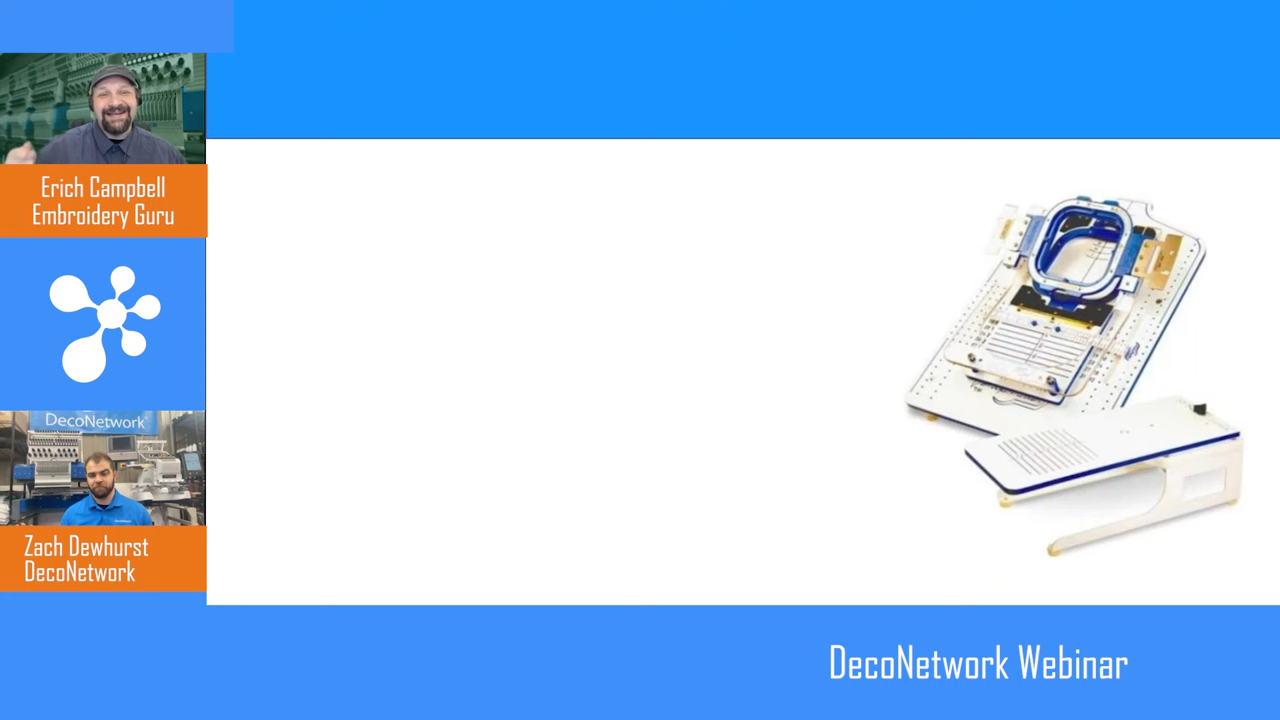 Erich Campbell
Embroidery Guru
DecoNetwork
Zach Dewhurst
DecoNetwork
DecoNetwork Webinar